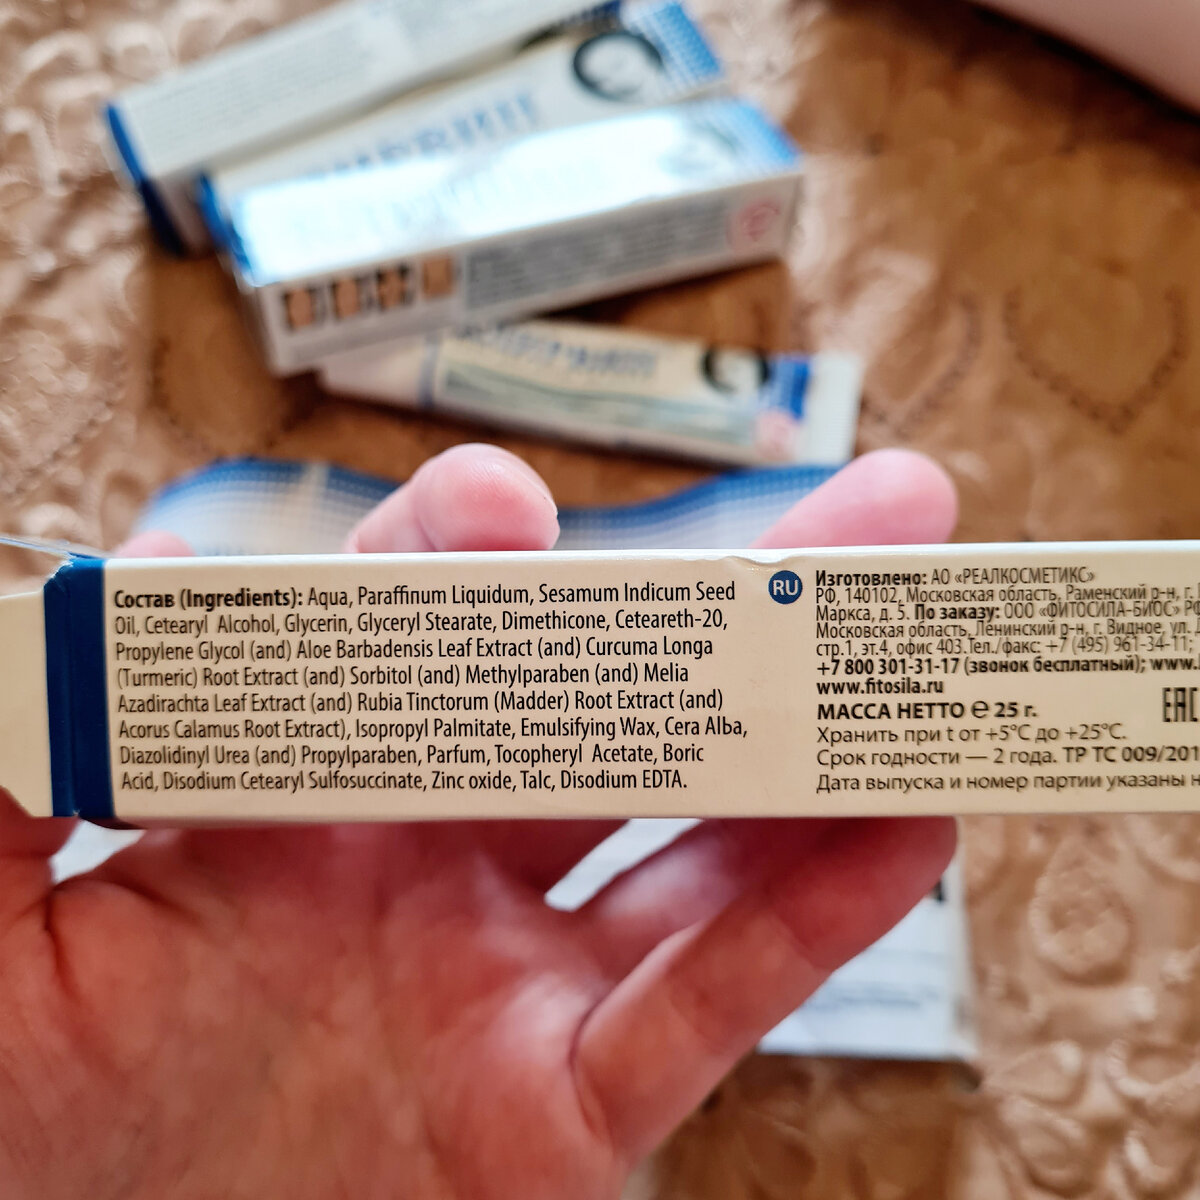 Состав (Ingredients): Aqua, Paraffinum Liquidum, Sesamum Indicum Seed
Oil, Cetearyl Alcohol, Glycerin, Glyceryl Stearate, Dimethicone, Ceteareth-20,
Propylene Glycol (and) Aloe Barbadensis Leaf Extract (and) Curcuma Longa
(Turmeric) Root Extract (and) Sorbitol (and) Methylparaben (and) Melia
Azadirachta Leaf Extract (and) Rubia Tinctorum (Madder) Root Extract (and)
Acorus Calamus Root Extract), Isopropyl Palmitate, Emulsifying Wax, Cera Alba,
Diazolidinyl Urea (and) Propylparaben, Parfum, Tocopheryl Acetate, Boric
Acid, Disodium Cetearyl Sulfosuccinate, Zinc oxide, Talc, Disodium EDTA.
RU
Изготовлено: АО «РЕАЛКОСМЕТИКС»
РФ, 140102, Московская область, Раменский р-н, г.
Маркса, д. 5. По заказу: ООО «ФИТОСИЛА-БИОС» РФ
Московская область, Ленинский р-н, г. Видное, ул.
стр.1, эт.4, офис 403.Тел./факс: +7 (495) 961-34-11;
+7 800 301-31-17 (звонок бесплатный); www.
www.fitosila.ru
МАССА НЕТТО ℮ 25 г.
EAC
Хранить при t от +5°С до +25°С.
Срок годности — 2 года. ТР ТС 009/201
Дата выпуска и номер партии указаны н